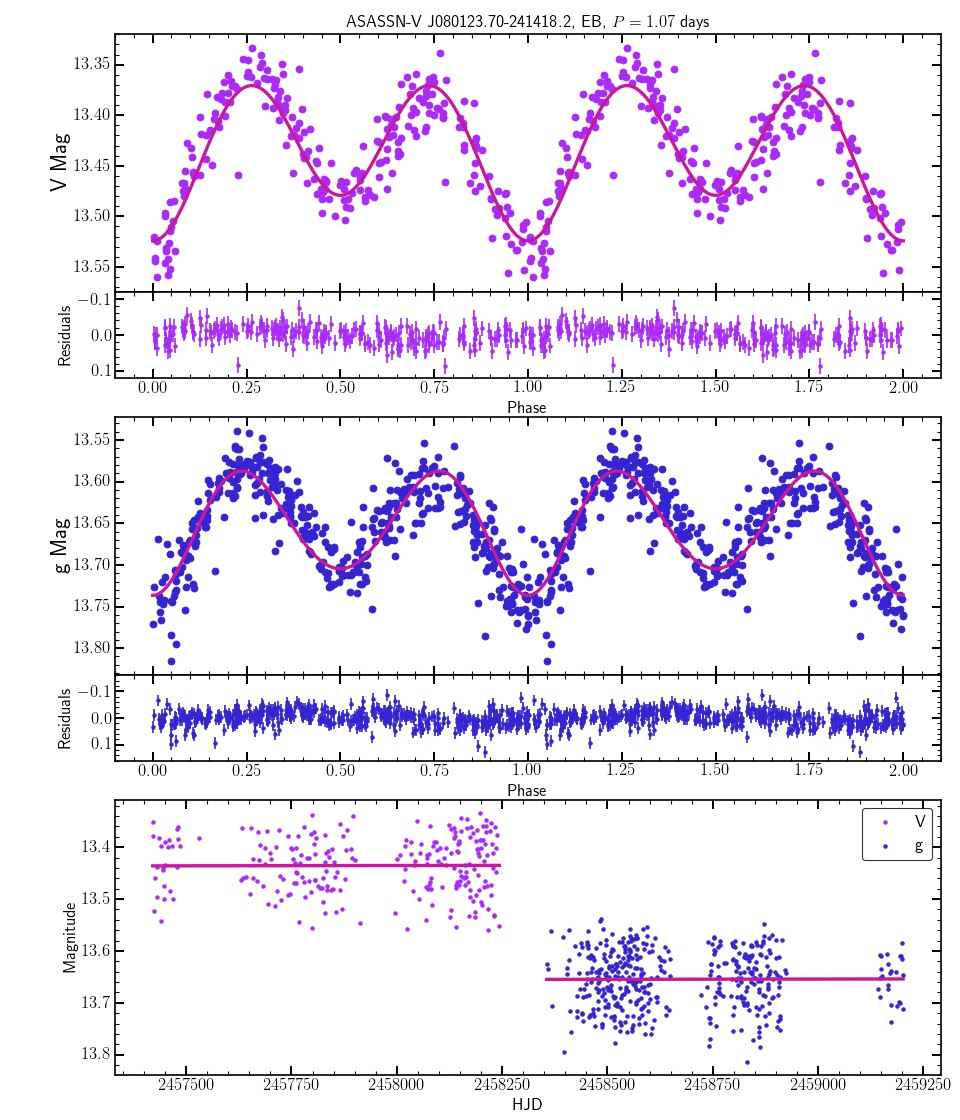 ASASSN-V J080123.70-241418.2, EB, P = 1.07 days
13.35
13.40
13.45
13.50
13.55
V Mag
−0.1
0.0
0.1
Residuals
0.00 0.25 0.50 0.75 1.00 1.25 1.50 1.75 2.00
Phase
13.55
13.60
13.65
13.70
13.75
13.80
g Mag
−0.1
0.0
0.1
Residuals
0.00 0.25 0.50 0.75 1.00 1.25 1.50 1.75 2.00
Phase
V
g
13.4
13.5
13.6
13.7
13.8
Magnitude
2457500 2457750 2458000 2458250 2458500 2458750 2459000 2459250
HJD